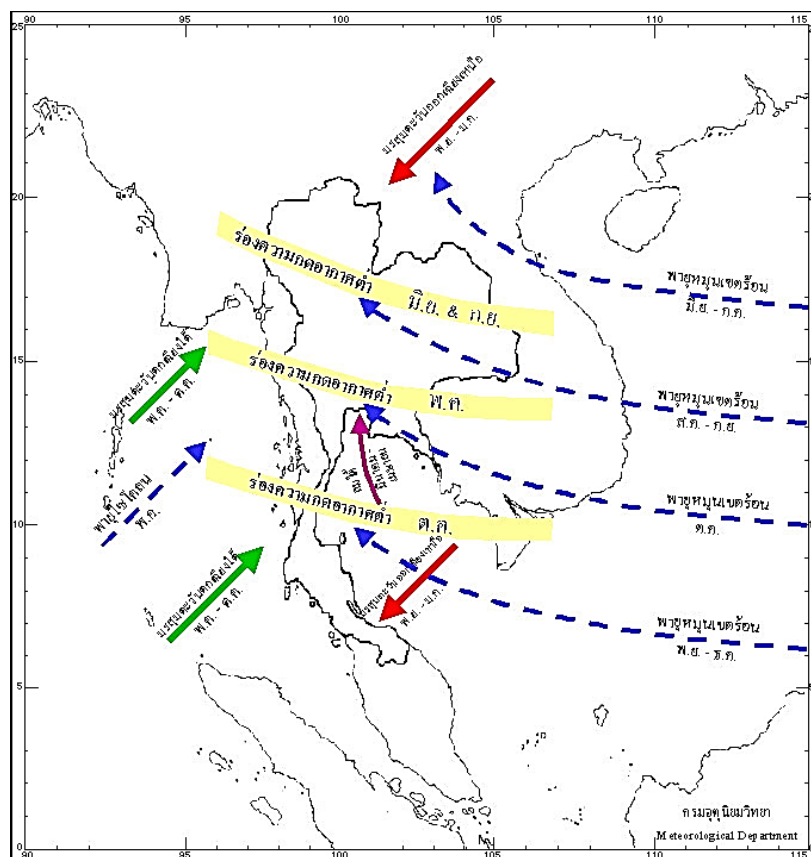 90 95 100 105 110 115
25
20
15
10
5
0
มรสุมตะวันออกเฉียงเหนือ
พ.ย. - ม.ค.
ร่องความกดอากาศต่ำ มิ.ย. & ก.ย.
พายุหมุนเขตร้อน
มิ.ย. - ก.ค.
มรสุมตะวันตกเฉียงใต้
พ.ค. - ต.ค.
ร่องความกดอากาศต่ำ พ.ค.
พายุหมุนเขตร้อน
ส.ค. - ก.ย.
พายุไซโคลน
พ.ค.
ร่องความกดอากาศต่ำ ต.ค.
พายุหมุนเขตร้อน
ต.ค.
มรสุมตะวันตกเฉียงใต้
พ.ค. - ต.ค.
มรสุมตะวันออกเฉียงเหนือ
พ.ย. - ม.ค.
พายุหมุนเขตร้อน
พ.ย. - ธ.ค.
กรมอุตุนิยมวิทยา
Meteorological Department
90 95 100 105 110 115